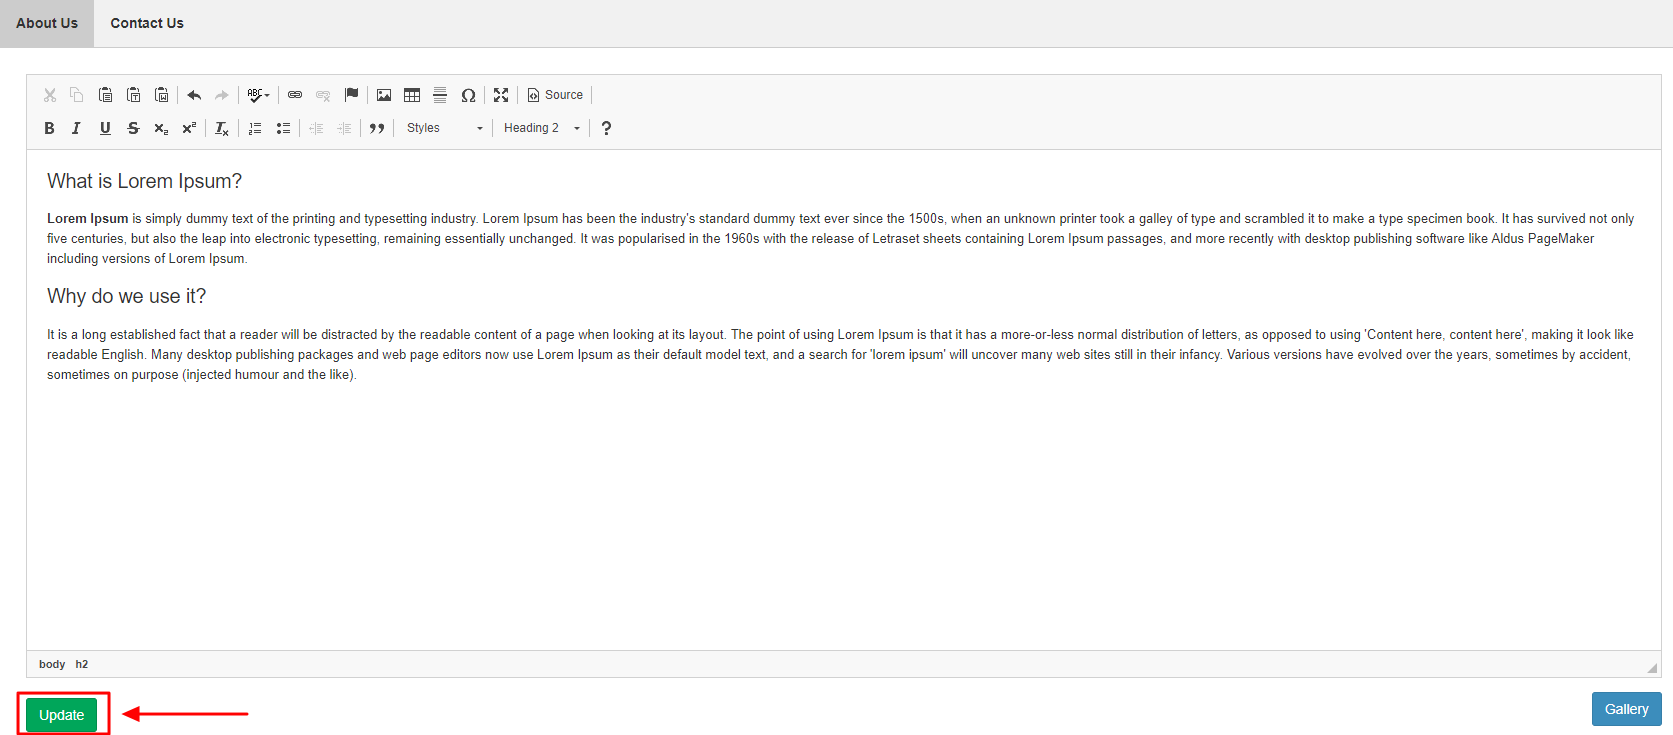 About Us Contact Us
ABC Source
B I U S x₂ x² Tx Styles Heading 2 ?
What is Lorem Ipsum?
Lorem Ipsum is simply dummy text of the printing and typesetting industry. Lorem Ipsum has been the industry's standard dummy text ever since the 1500s, when an unknown printer took a galley of type and scrambled it to make a type specimen book. It has survived not only
five centuries, but also the leap into electronic typesetting, remaining essentially unchanged. It was popularised in the 1960s with the release of Letraset sheets containing Lorem Ipsum passages, and more recently with desktop publishing software like Aldus PageMaker
including versions of Lorem Ipsum.
Why do we use it?
It is a long established fact that a reader will be distracted by the readable content of a page when looking at its layout. The point of using Lorem Ipsum is that it has a more-or-less normal distribution of letters, as opposed to using 'Content here, content here', making it look like
readable English. Many desktop publishing packages and web page editors now use Lorem Ipsum as their default model text, and a search for 'lorem ipsum' will uncover many web sites still in their infancy. Various versions have evolved over the years, sometimes by accident,
sometimes on purpose (injected humour and the like).
body h2
Update Gallery